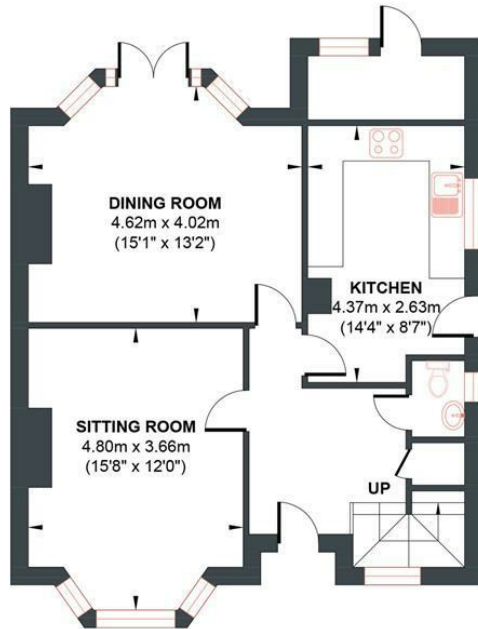 DINING ROOM
4.62m x 4.02m
(15'1" x 13'2")
KITCHEN
4.37m x 2.63m
(14'4" x 8'7")
SITTING ROOM
4.80m x 3.66m
(15'8" x 12'0")
UP